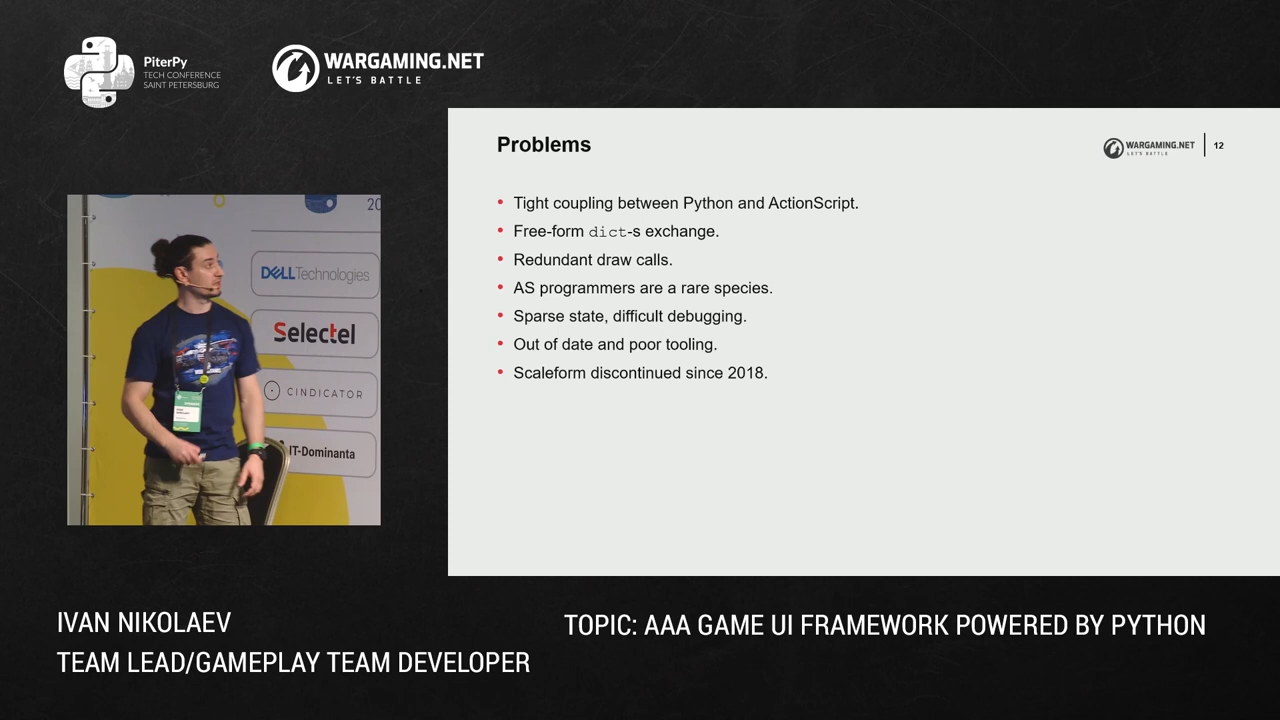 PiterPy
TECH CONFERENCE
SAINT PETERSBURG
WARGAMING.NET
LET'S BATTLE
Problems
WARGAMING.NET
LET'S BATTLE
12
• Tight coupling between Python and ActionScript.
• Free-form dict-s exchange.
• Redundant draw calls.
• AS programmers are a rare species.
• Sparse state, difficult debugging.
• Out of date and poor tooling.
• Scaleform discontinued since 2018.
20
DELL Technologies
Selectel
CINDICATOR
IT-Dominanta
IVAN NIKOLAEV
TEAM LEAD/GAMEPLAY TEAM DEVELOPER
TOPIC: AAA GAME UI FRAMEWORK POWERED BY PYTHON